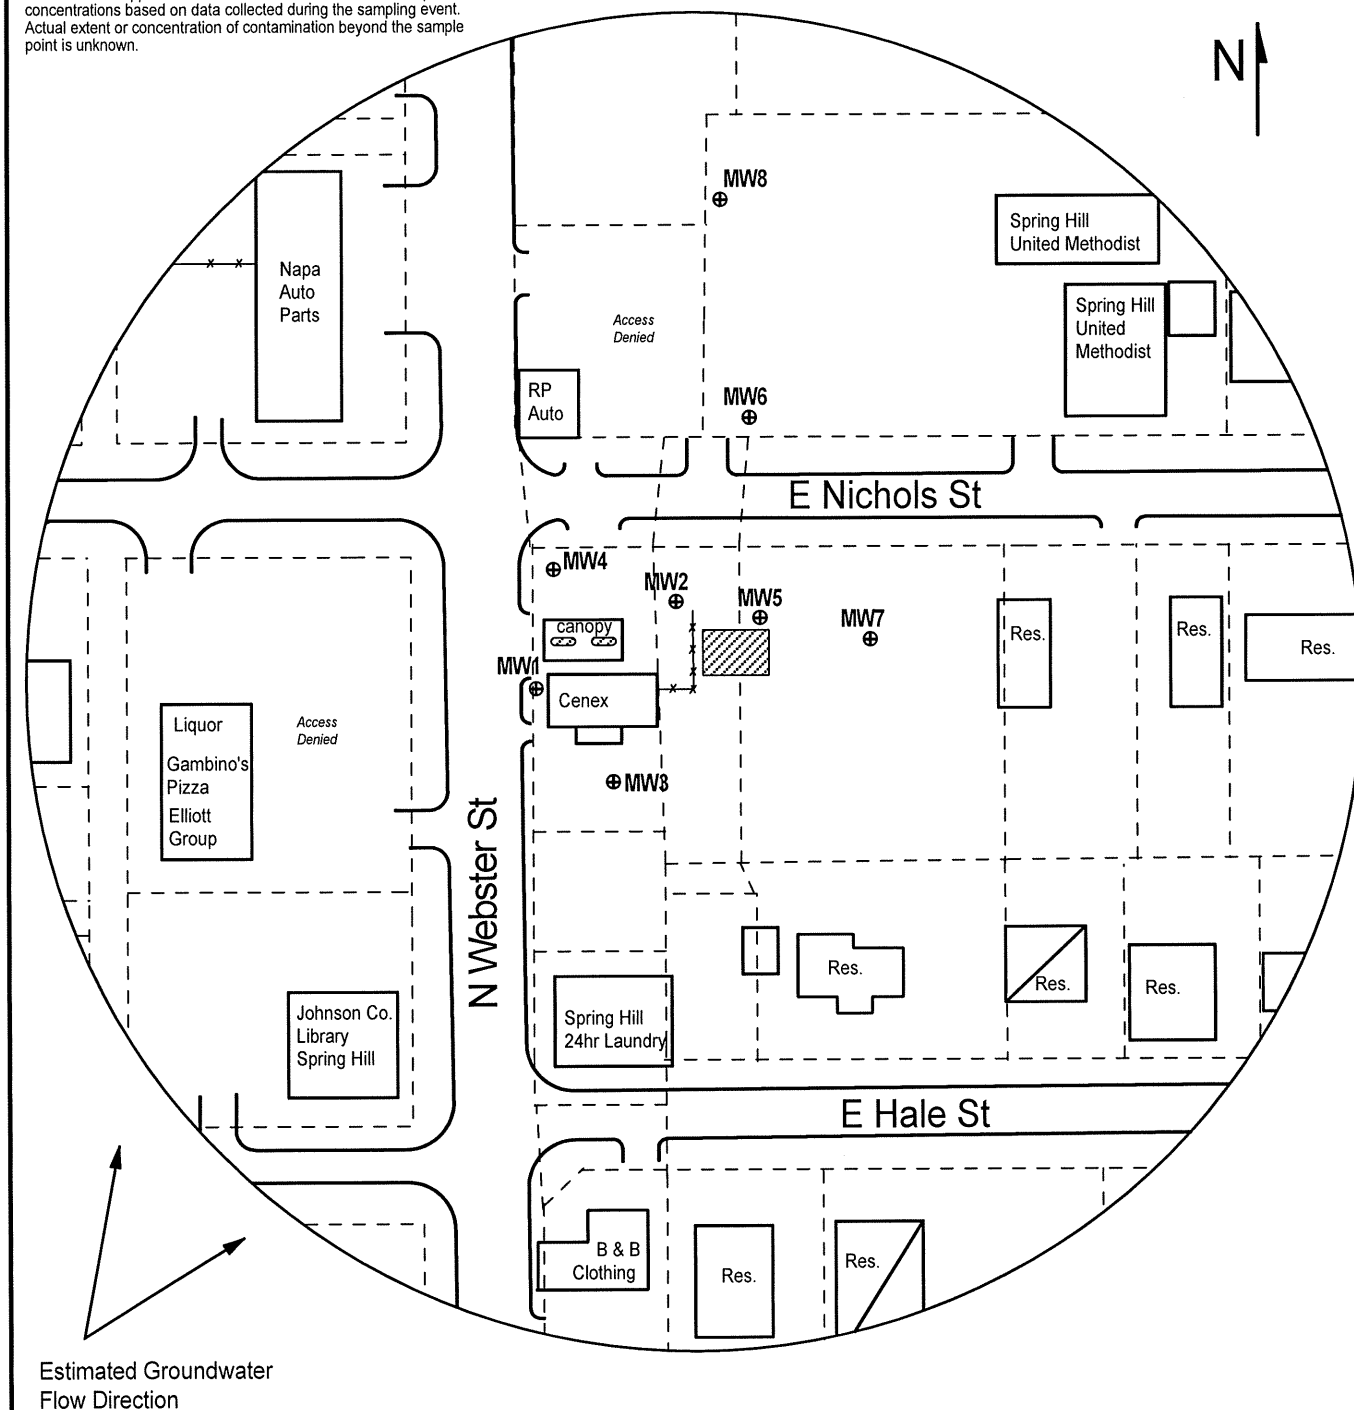 concentrations based on data collected during the sampling event.
Actual extent or concentration of contamination beyond the sample
point is unknown.
N
MW8
Spring Hill
United Methodist
Napa
Auto
Parts
Access
Denied
Spring Hill
United
Methodist
RP
Auto
MW6
E Nichols St
MW4
MW2
MW5
MW7
canopy
Res.
Res.
Res.
MW1
Cenex
Liquor
Gambino's
Pizza
Elliott
Group
Access
Denied
MW3
N Webster St
Res.
Res.
Res.
Johnson Co.
Library
Spring Hill
Spring Hill
24hr Laundry
E Hale St
B & B
Clothing
Res.
Res.
Estimated Groundwater
Flow Direction